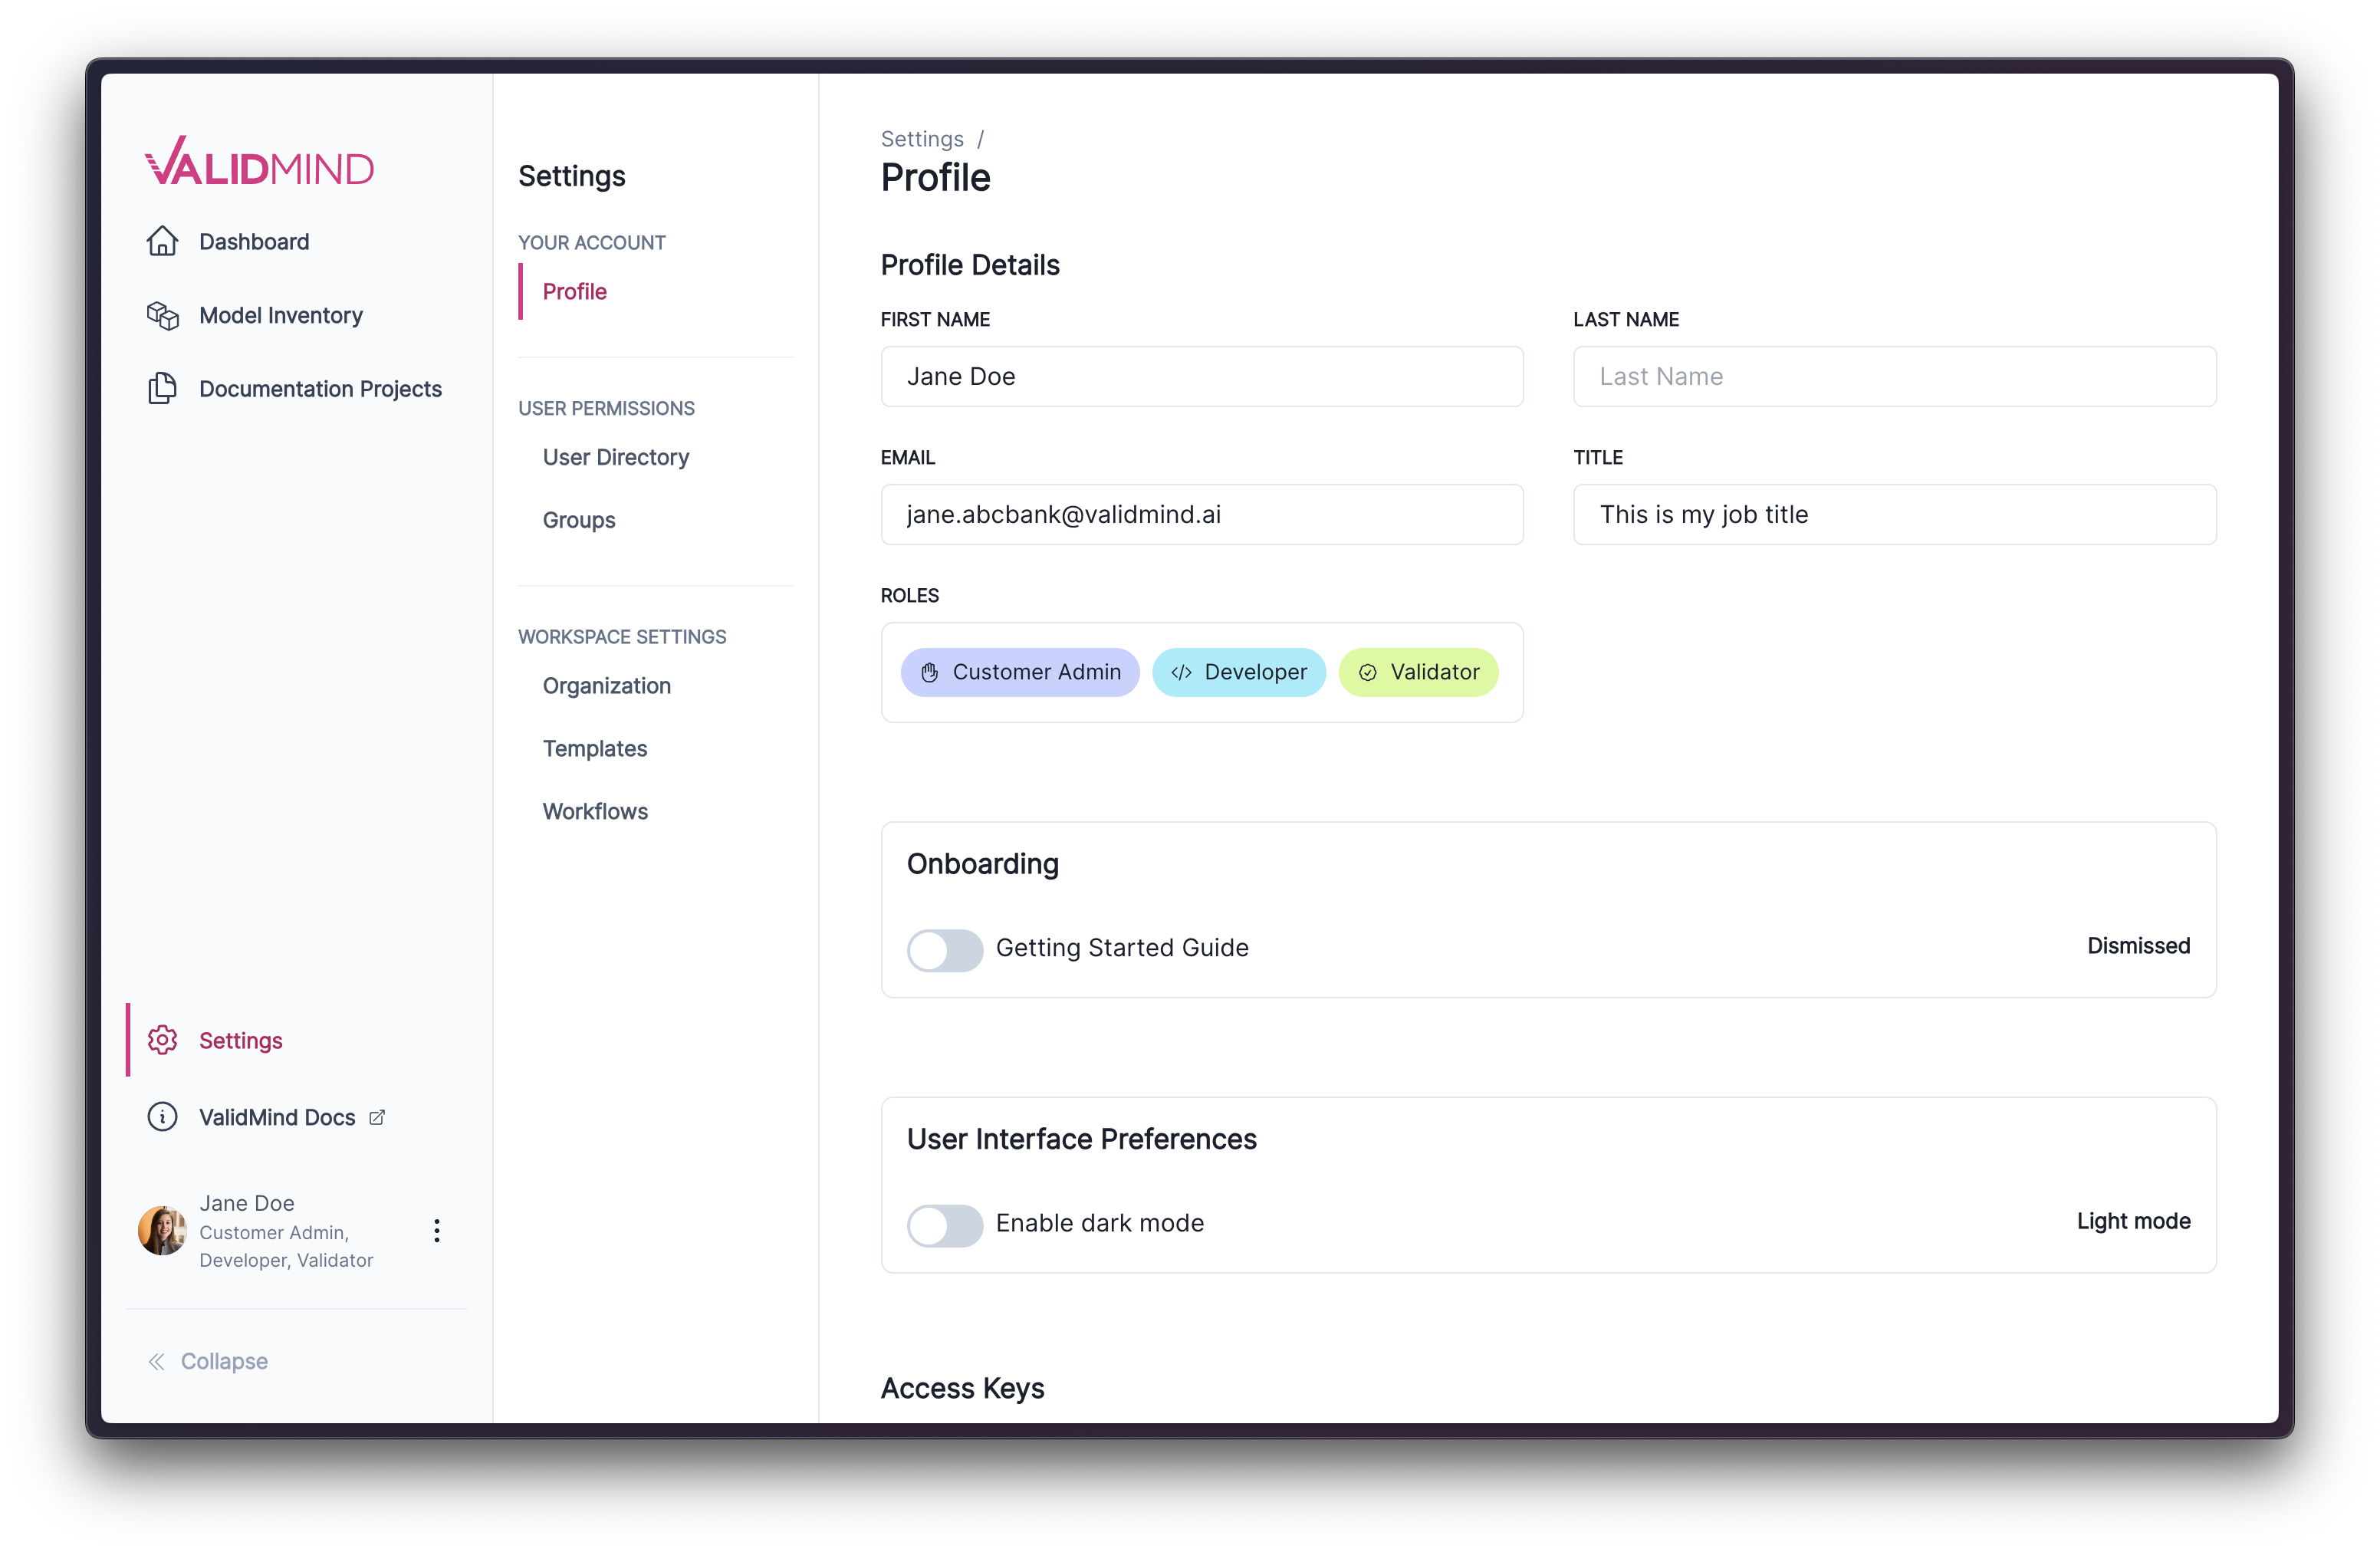 VALIDMIND
Dashboard
Model Inventory
Documentation Projects
Settings
ValidMind Docs
Jane Doe
Customer Admin,
Developer, Validator
Collapse
Settings
YOUR ACCOUNT
Profile
USER PERMISSIONS
User Directory
Groups
WORKSPACE SETTINGS
Organization
Templates
Workflows
Settings /
Profile
Profile Details
FIRST NAME
Jane Doe
LAST NAME
Last Name
EMAIL
jane.abcbank@validmind.ai
TITLE
This is my job title
ROLES
Customer Admin
Developer
Validator
Onboarding
Getting Started Guide
Dismissed
User Interface Preferences
Enable dark mode
Light mode
Access Keys